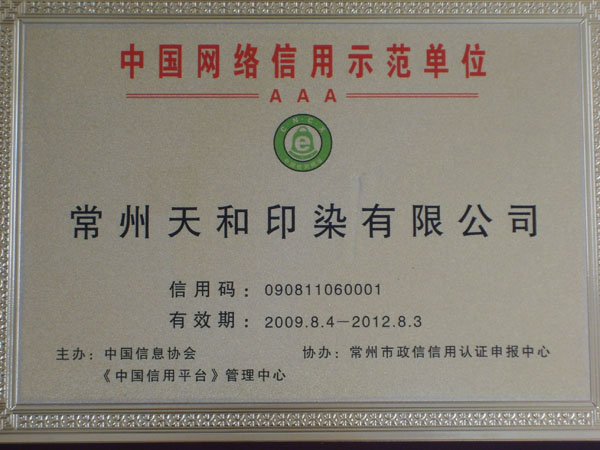 中国网络信用示范单位
AAA
常州天和印染有限公司
信用码：090811060001
有效期：2009.8.4－2012.8.3
主办：中国信息协会 协办：常州市政信信用认证申报中心
《中国信用平台》管理中心